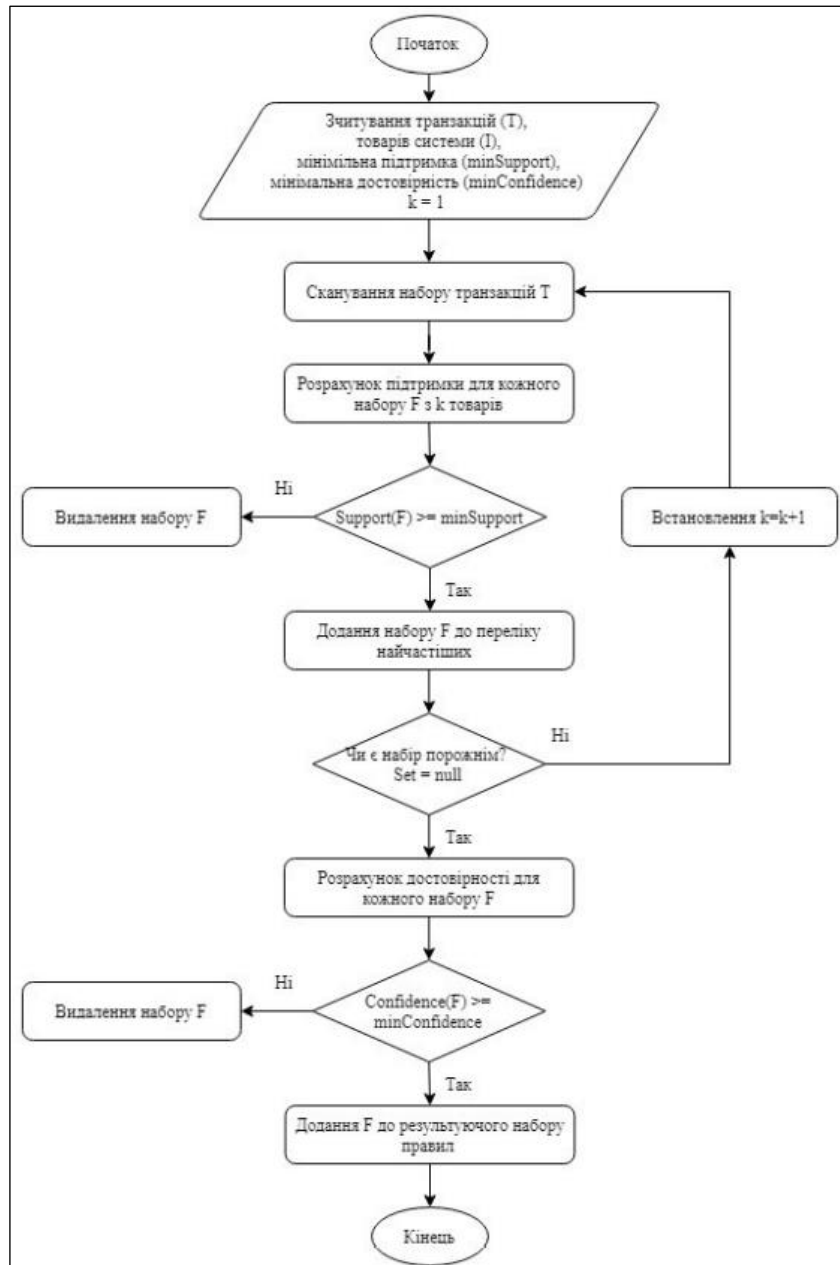 Початок
Зчитування транзакцій (T),
товарів системи (I),
мінімільна підтримка (minSupport),
мінімальна достовірність (minConfidence)
k = 1
Сканування набору транзакцій T
Розрахунок підтримки для кожного
набору F з k товарів
Ні
Видалення набору F
Support(F) >= minSupport
Встановлення k=k+1
Так
Додання набору F до переліку
найчастіших
Ні
Чи є набір порожнім?
Set = null
Так
Розрахунок достовірності для
кожного набору F
Ні
Видалення набору F
Confidence(F) >=
minConfidence
Так
Додання F до результуючого набору
правил
Кінець